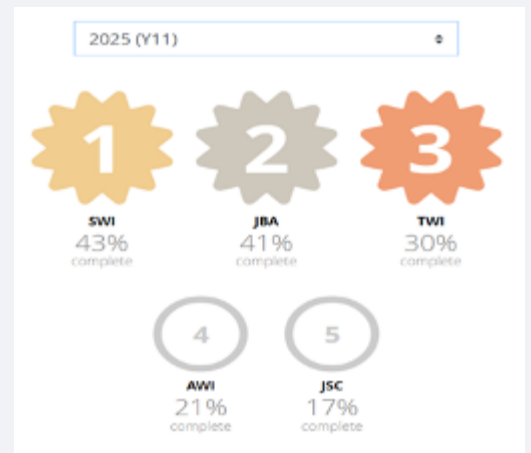 2025 (Y11)
1 2 3
SWI JBA TWI
43% 41% 30%
complete complete complete
4 5
AWI JSC
21% 17%
complete complete